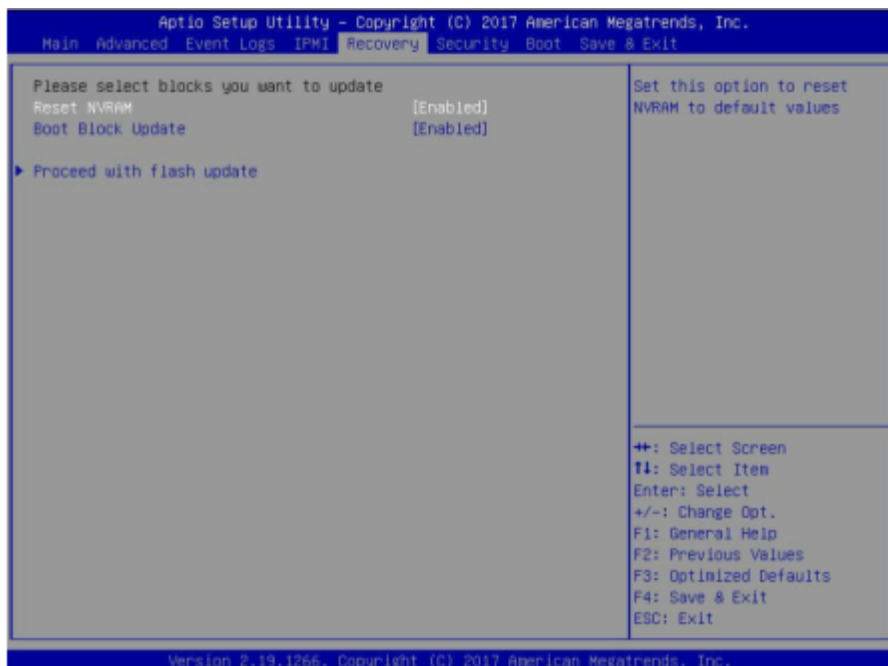 Aptio Setup Utility – Copyright (C) 2017 American Megatrends, Inc.
Main Advanced Event Logs IPMI Recovery Security Boot Save & Exit
Please select blocks you want to update
Reset NVRAM [Enabled]
Boot Block Update [Enabled]
▶ Proceed with flash update
Set this option to reset
NVRAM to default values
↔: Select Screen
↑↓: Select Item
Enter: Select
+/-: Change Opt.
F1: General Help
F2: Previous Values
F3: Optimized Defaults
F4: Save & Exit
ESC: Exit
Version 2.19.1266. Copyright (C) 2017 American Megatrends, Inc.